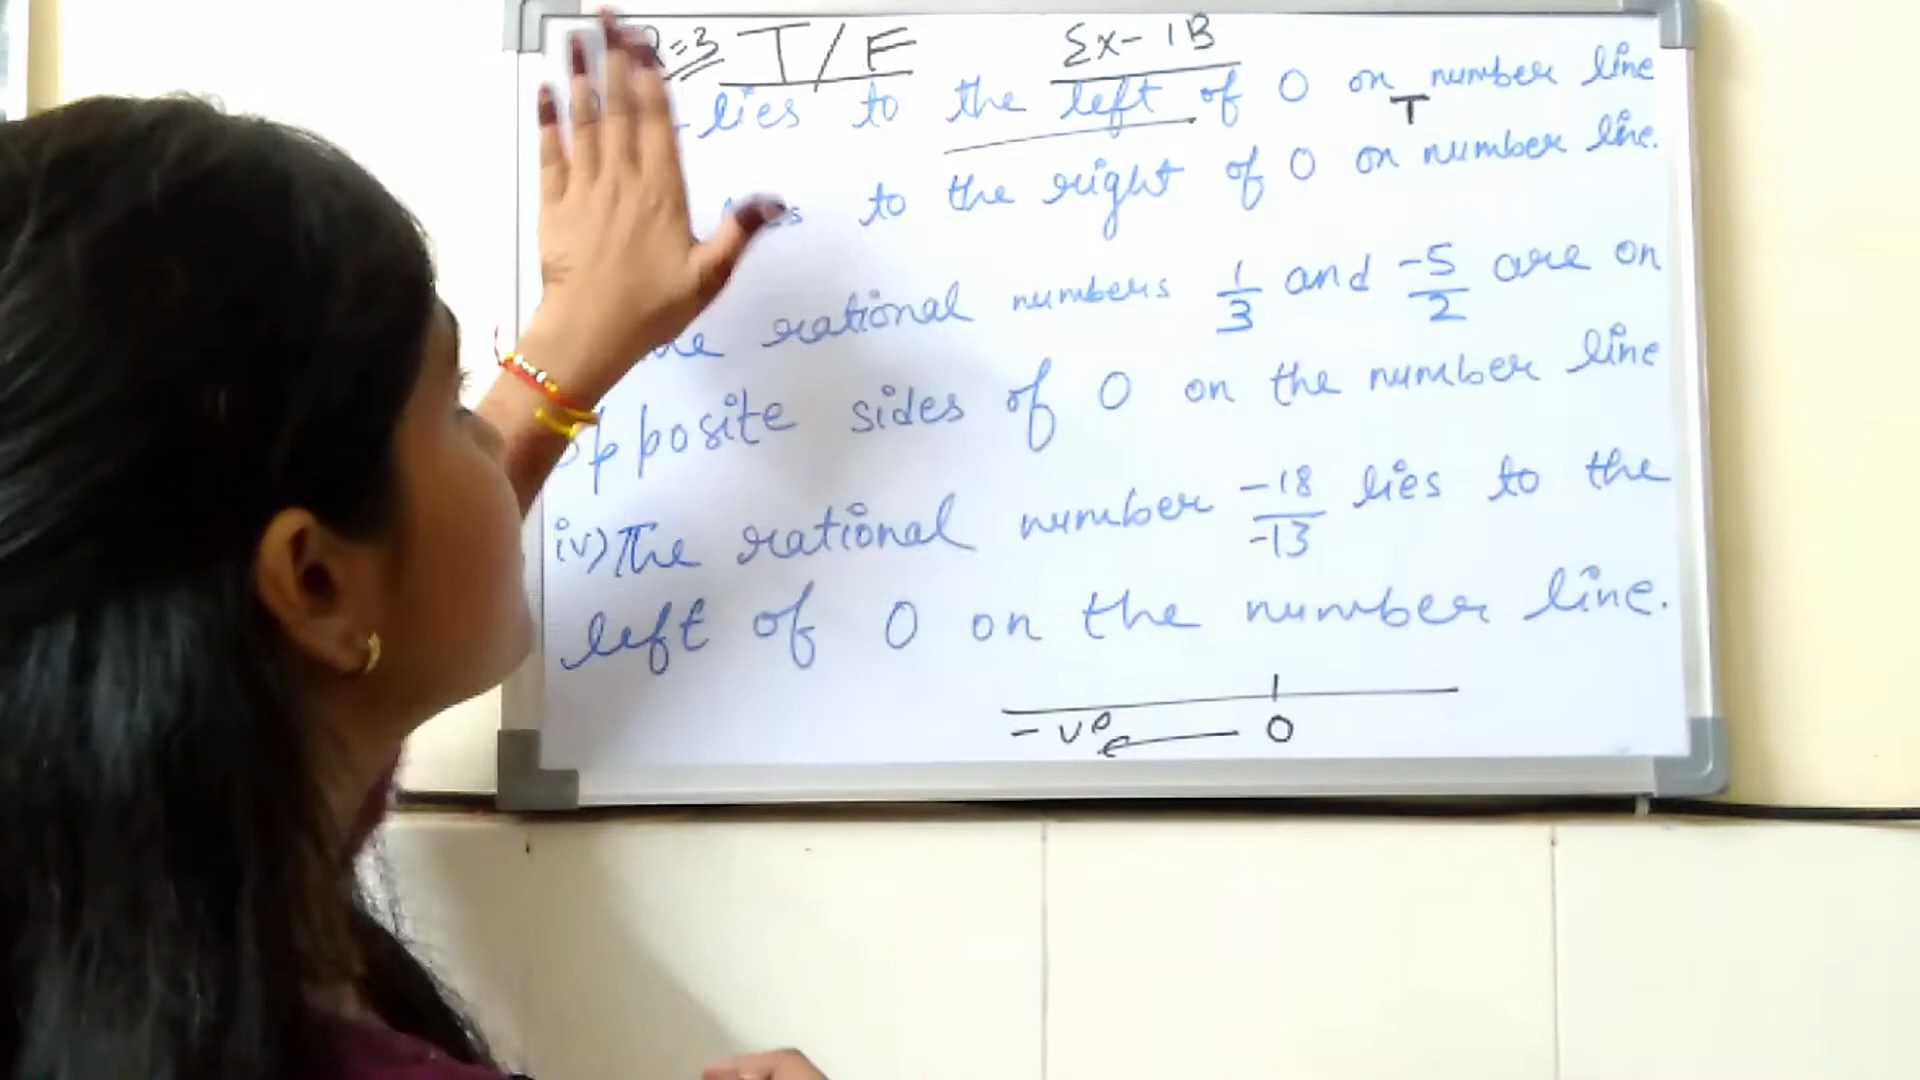 =3 T/F Ex-1B
lies to the left of 0 on number line
T
to the right of 0 on number line.
rational numbers 1/3 and -5/2 are on
opposite sides of 0 on the number line
iv) The rational number -18/-13 lies to the
left of 0 on the number line.
-ve 0